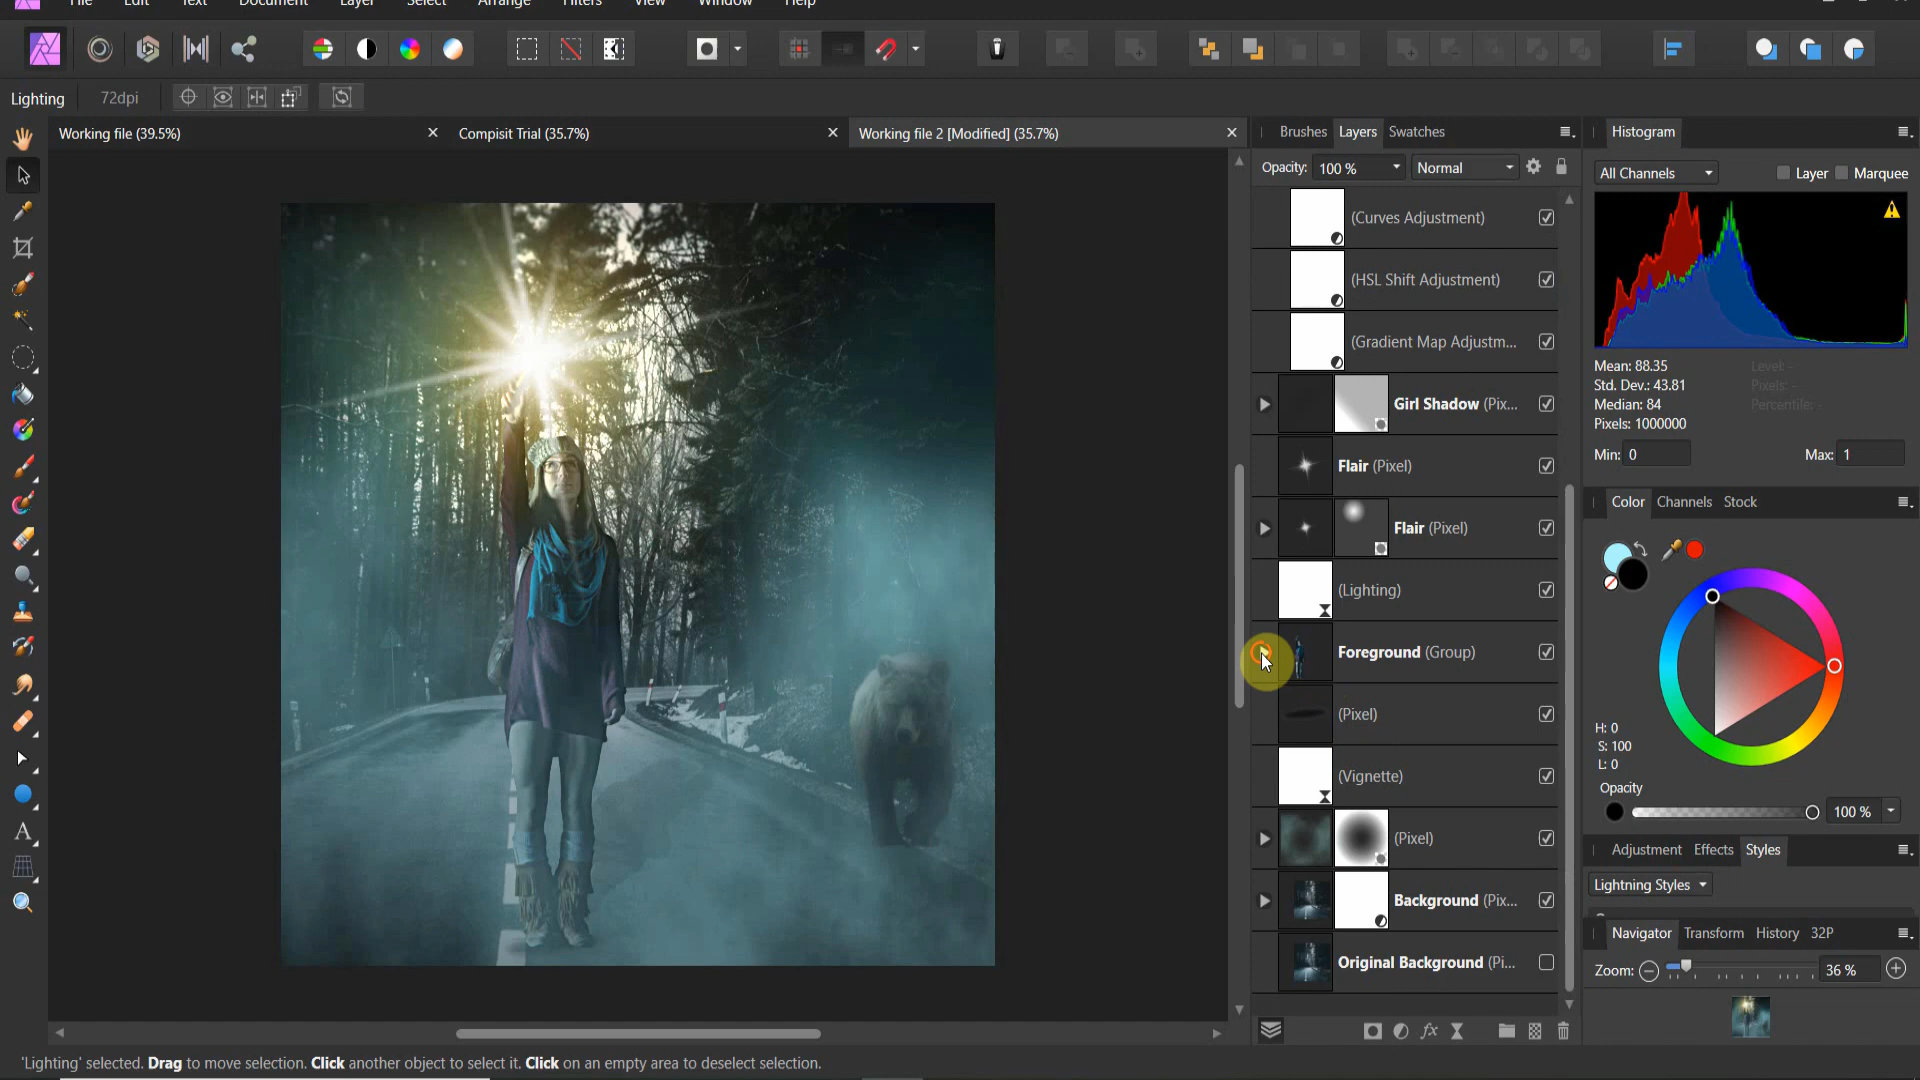 File Edit Text Document Layer Select Arrange Filters View Window Help
Lighting 72dpi
Working file (39.5%)
Compisit Trial (35.7%)
Working file 2 [Modified] (35.7%)
Brushes Layers Swatches
Opacity: 100 % Normal
(Curves Adjustment)
(HSL Shift Adjustment)
(Gradient Map Adjustm...
Girl Shadow (Pix...
Flair (Pixel)
Flair (Pixel)
(Lighting)
Foreground (Group)
(Pixel)
(Vignette)
(Pixel)
Background (Pix...
Original Background (Pi...
Histogram
All Channels Layer Marquee
Mean: 88.35 Level: -
Std. Dev.: 43.81 Pixels: -
Median: 84 Percentile: -
Pixels: 1000000
Min: 0 Max: 1
Color Channels Stock
H: 0
S: 100
L: 0
Opacity
100 %
Adjustment Effects Styles
Lightning Styles
Navigator Transform History 32P
Zoom: 36 %
'Lighting' selected. Drag to move selection. Click another object to select it. Click on an empty area to deselect selection.